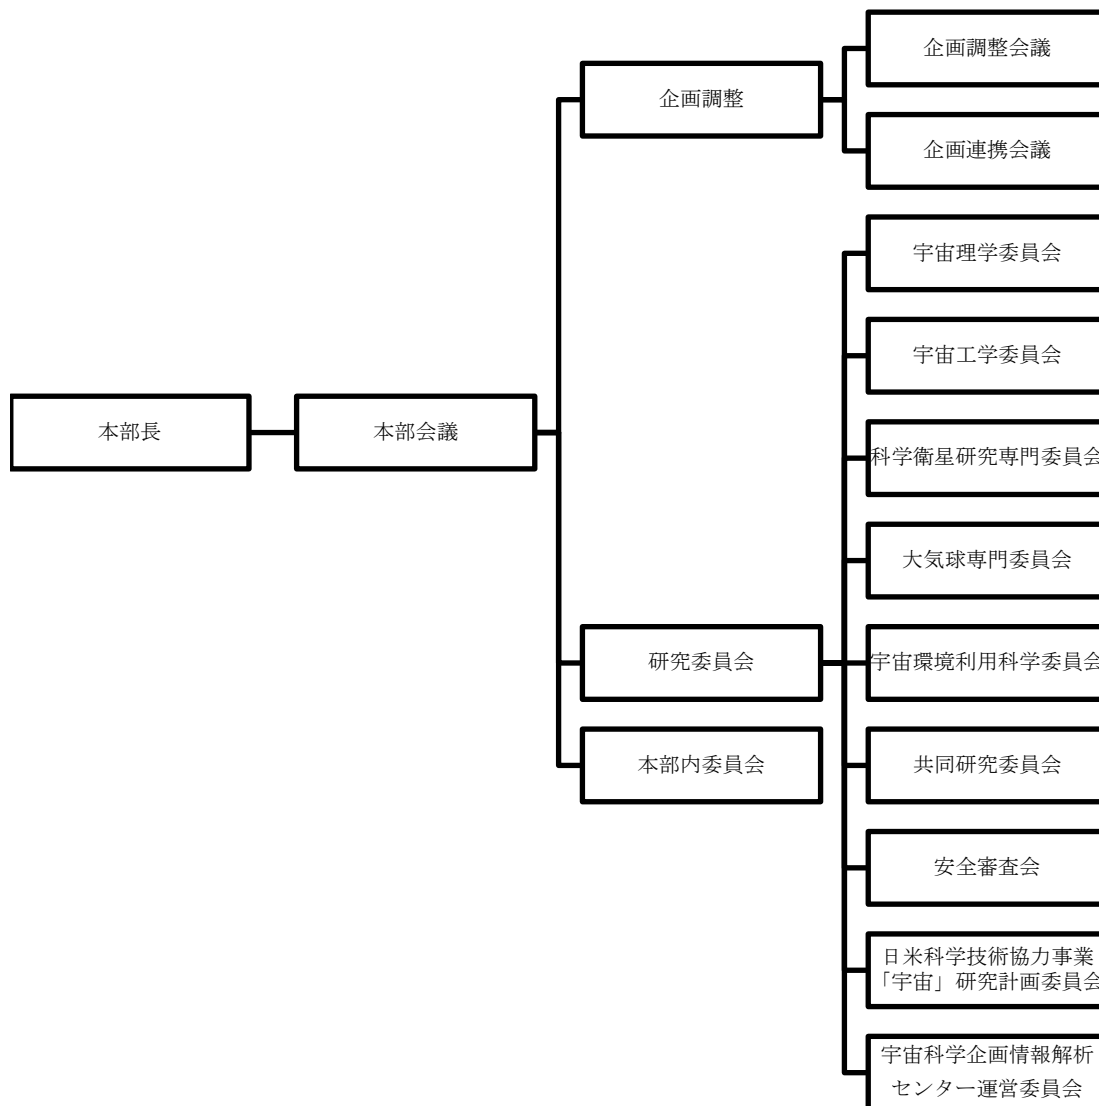 企画調整会議
企画調整
企画連携会議
宇宙理学委員会
宇宙工学委員会
本部長
本部会議
科学衛星研究専門委員会
大気球専門委員会
研究委員会
宇宙環境利用科学委員会
本部内委員会
共同研究委員会
安全審査会
日米科学技術協力事業
「宇宙」研究計画委員会
宇宙科学企画情報解析
センター運営委員会